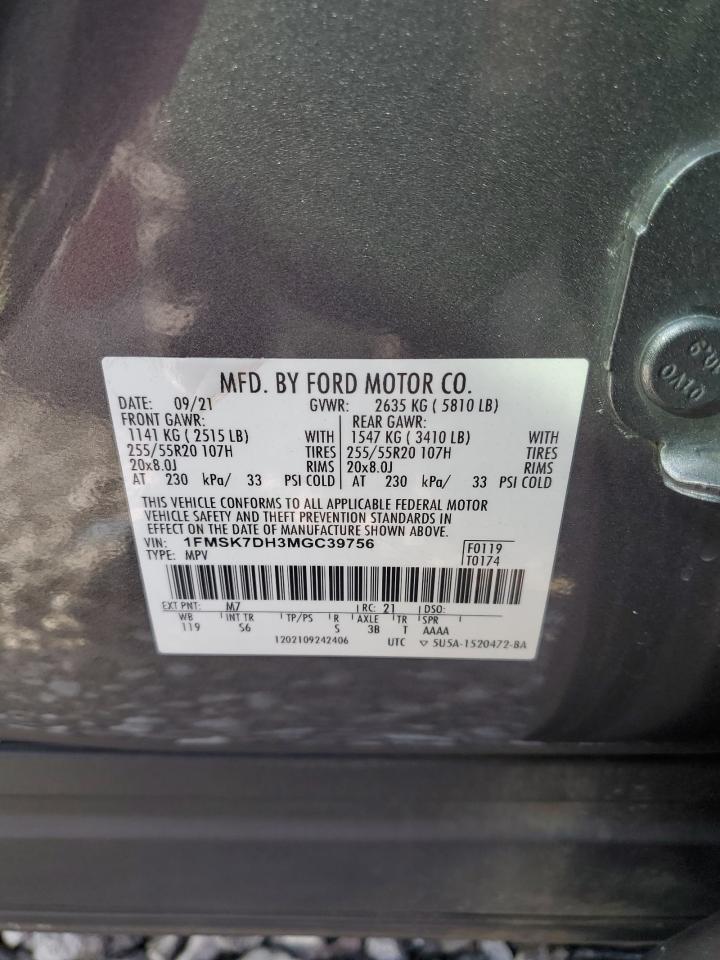 MFD. BY FORD MOTOR CO.
DATE: 09/21 GVWR: 2635 KG ( 5810 LB)
FRONT GAWR: REAR GAWR:
1141 KG ( 2515 LB) WITH 1547 KG ( 3410 LB) WITH
255/55R20 107H TIRES 255/55R20 107H TIRES
20x8.0J RIMS 20x8.0J RIMS
AT 230 kPa/ 33 PSI COLD AT 230 kPa/ 33 PSI COLD
THIS VEHICLE CONFORMS TO ALL APPLICABLE FEDERAL MOTOR
VEHICLE SAFETY AND THEFT PREVENTION STANDARDS IN
EFFECT ON THE DATE OF MANUFACTURE SHOWN ABOVE.
VIN: 1FMSK7DH3MGC39756 F0119
TYPE: MPV T0174
EXT PNT: M7 RC: 21 DSO:
WB INT TR TP/PS R AXLE TR SPR
119 S6 S 3B T AAAA
1202109242406 UTC ▽ 5U5A-1520472-BA
01VO